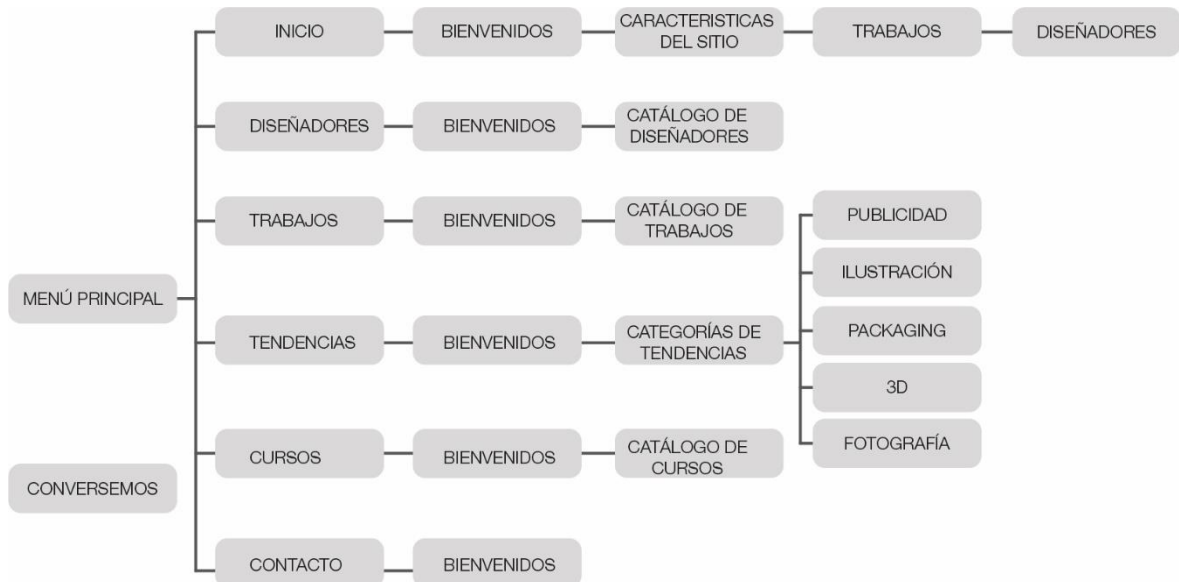 INICIO
BIENVENIDOS
CARACTERISTICAS
DEL SITIO
TRABAJOS
DISEÑADORES
DISEÑADORES
BIENVENIDOS
CATÁLOGO DE
DISEÑADORES
TRABAJOS
BIENVENIDOS
CATÁLOGO DE
TRABAJOS
PUBLICIDAD
ILUSTRACIÓN
PACKAGING
3D
FOTOGRAFÍA
MENÚ PRINCIPAL
TENDENCIAS
BIENVENIDOS
CATEGORÍAS DE
TENDENCIAS
CURSOS
BIENVENIDOS
CATÁLOGO DE
CURSOS
CONVERSEMOS
CONTACTO
BIENVENIDOS